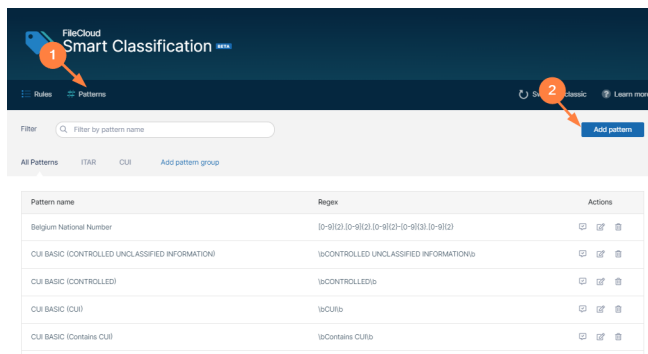 FileCloud
Smart Classification BETA
1
Rules Patterns 2 classic Learn more
Filter Filter by pattern name Add pattern
All Patterns ITAR CUI Add pattern group
Pattern name Regex Actions
Belgium National Number [0-9]{2}.[0-9]{2}.[0-9]{2}-[0-9]{3}.[0-9]{2}
CUI BASIC (CONTROLLED UNCLASSIFIED INFORMATION) \bCONTROLLED UNCLASSIFIED INFORMATION\b
CUI BASIC (CONTROLLED) \bCONTROLLED\b
CUI BASIC (CUI) \bCUI\b
CUI BASIC (Contains CUI) \bContains CUI\b